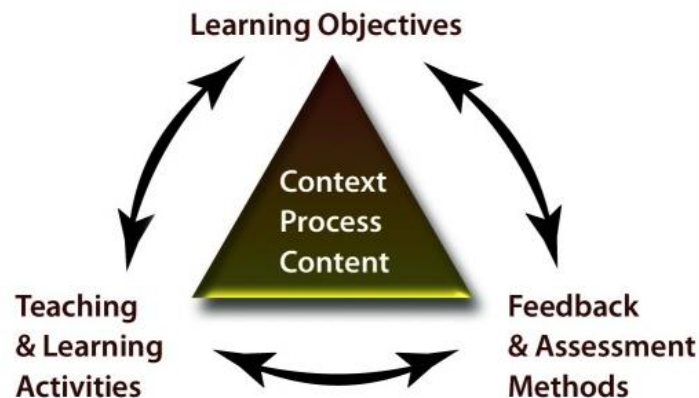 Learning Objectives
Context
Process
Content
Teaching
& Learning
Activities
Feedback
& Assessment
Methods